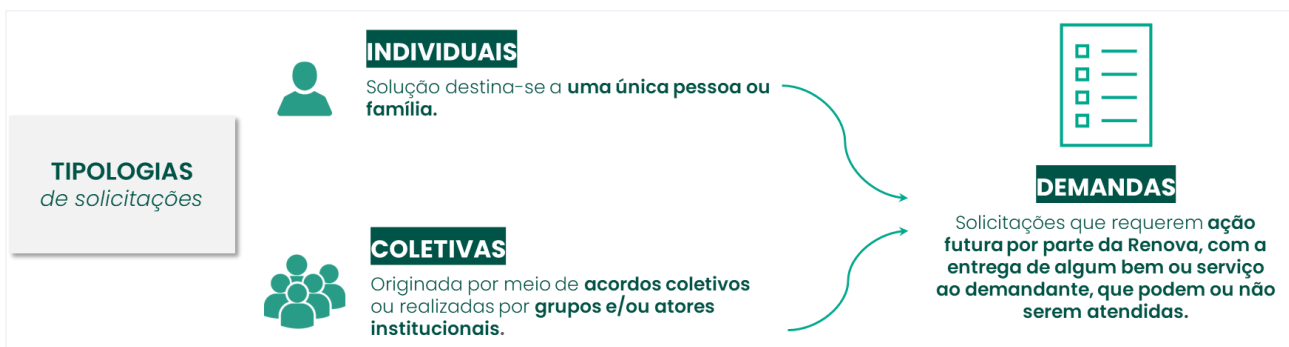 TIPOLOGIAS
de solicitações
INDIVIDUAIS
Solução destina-se a uma única pessoa ou
família.
COLETIVAS
Originada por meio de acordos coletivos
ou realizadas por grupos e/ou atores
institucionais.
DEMANDAS
Solicitações que requerem ação
futura por parte da Renova, com a
entrega de algum bem ou serviço
ao demandante, que podem ou não
serem atendidas.